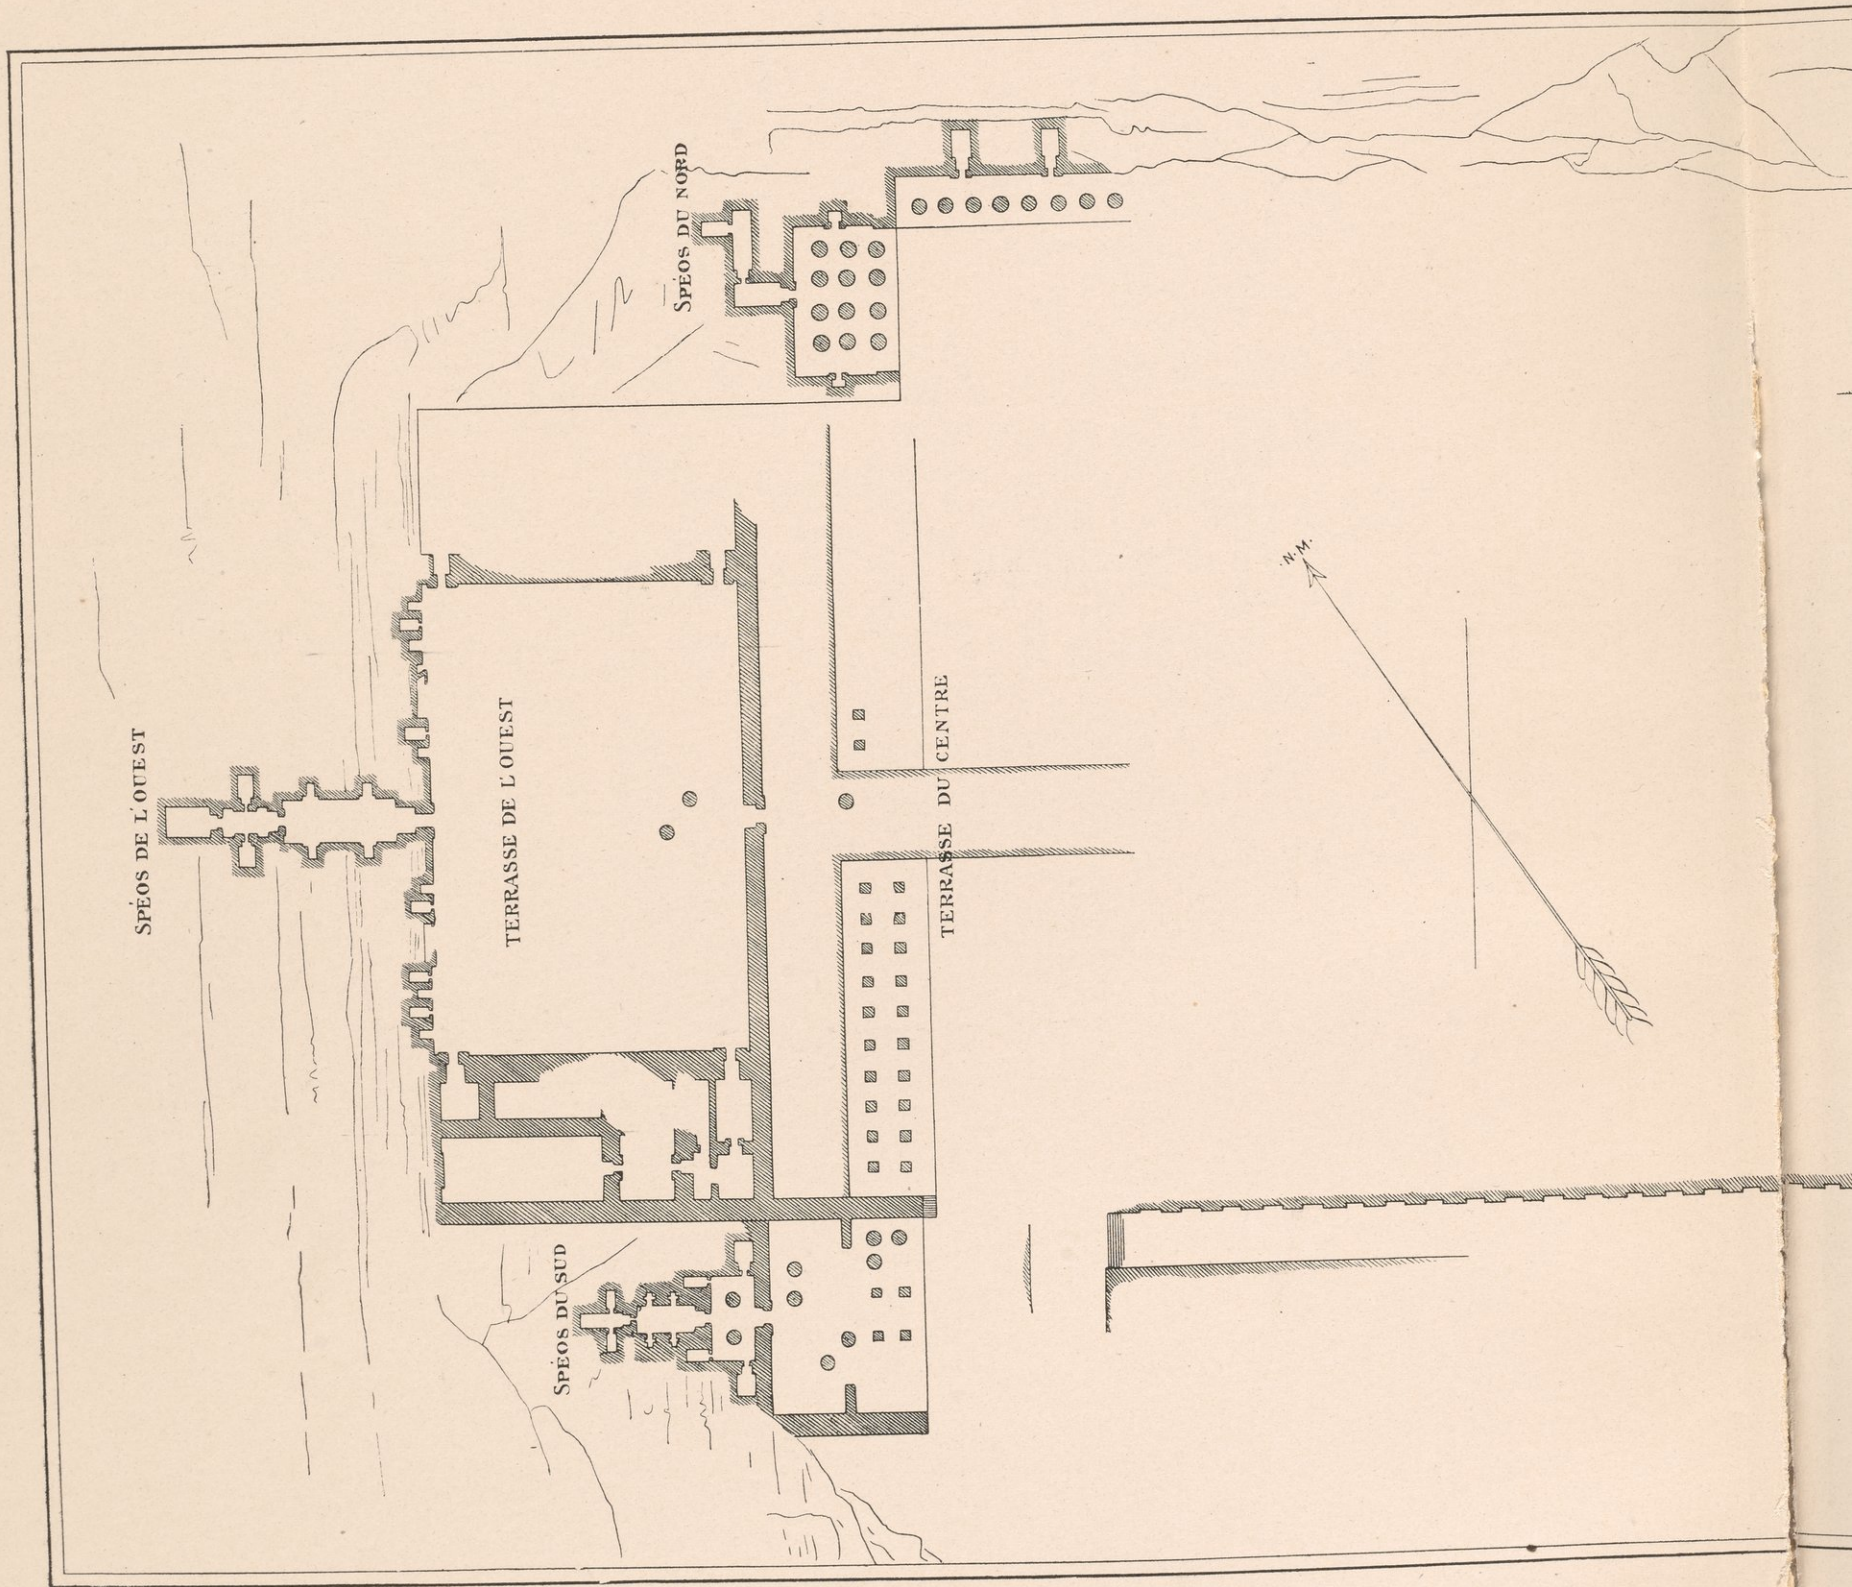 SPÉOS DU NORD
SPÉOS DE L'OUEST
TERRASSE DE L'OUEST
TERRASSE DU CENTRE
N.M.
SPÉOS DU SUD